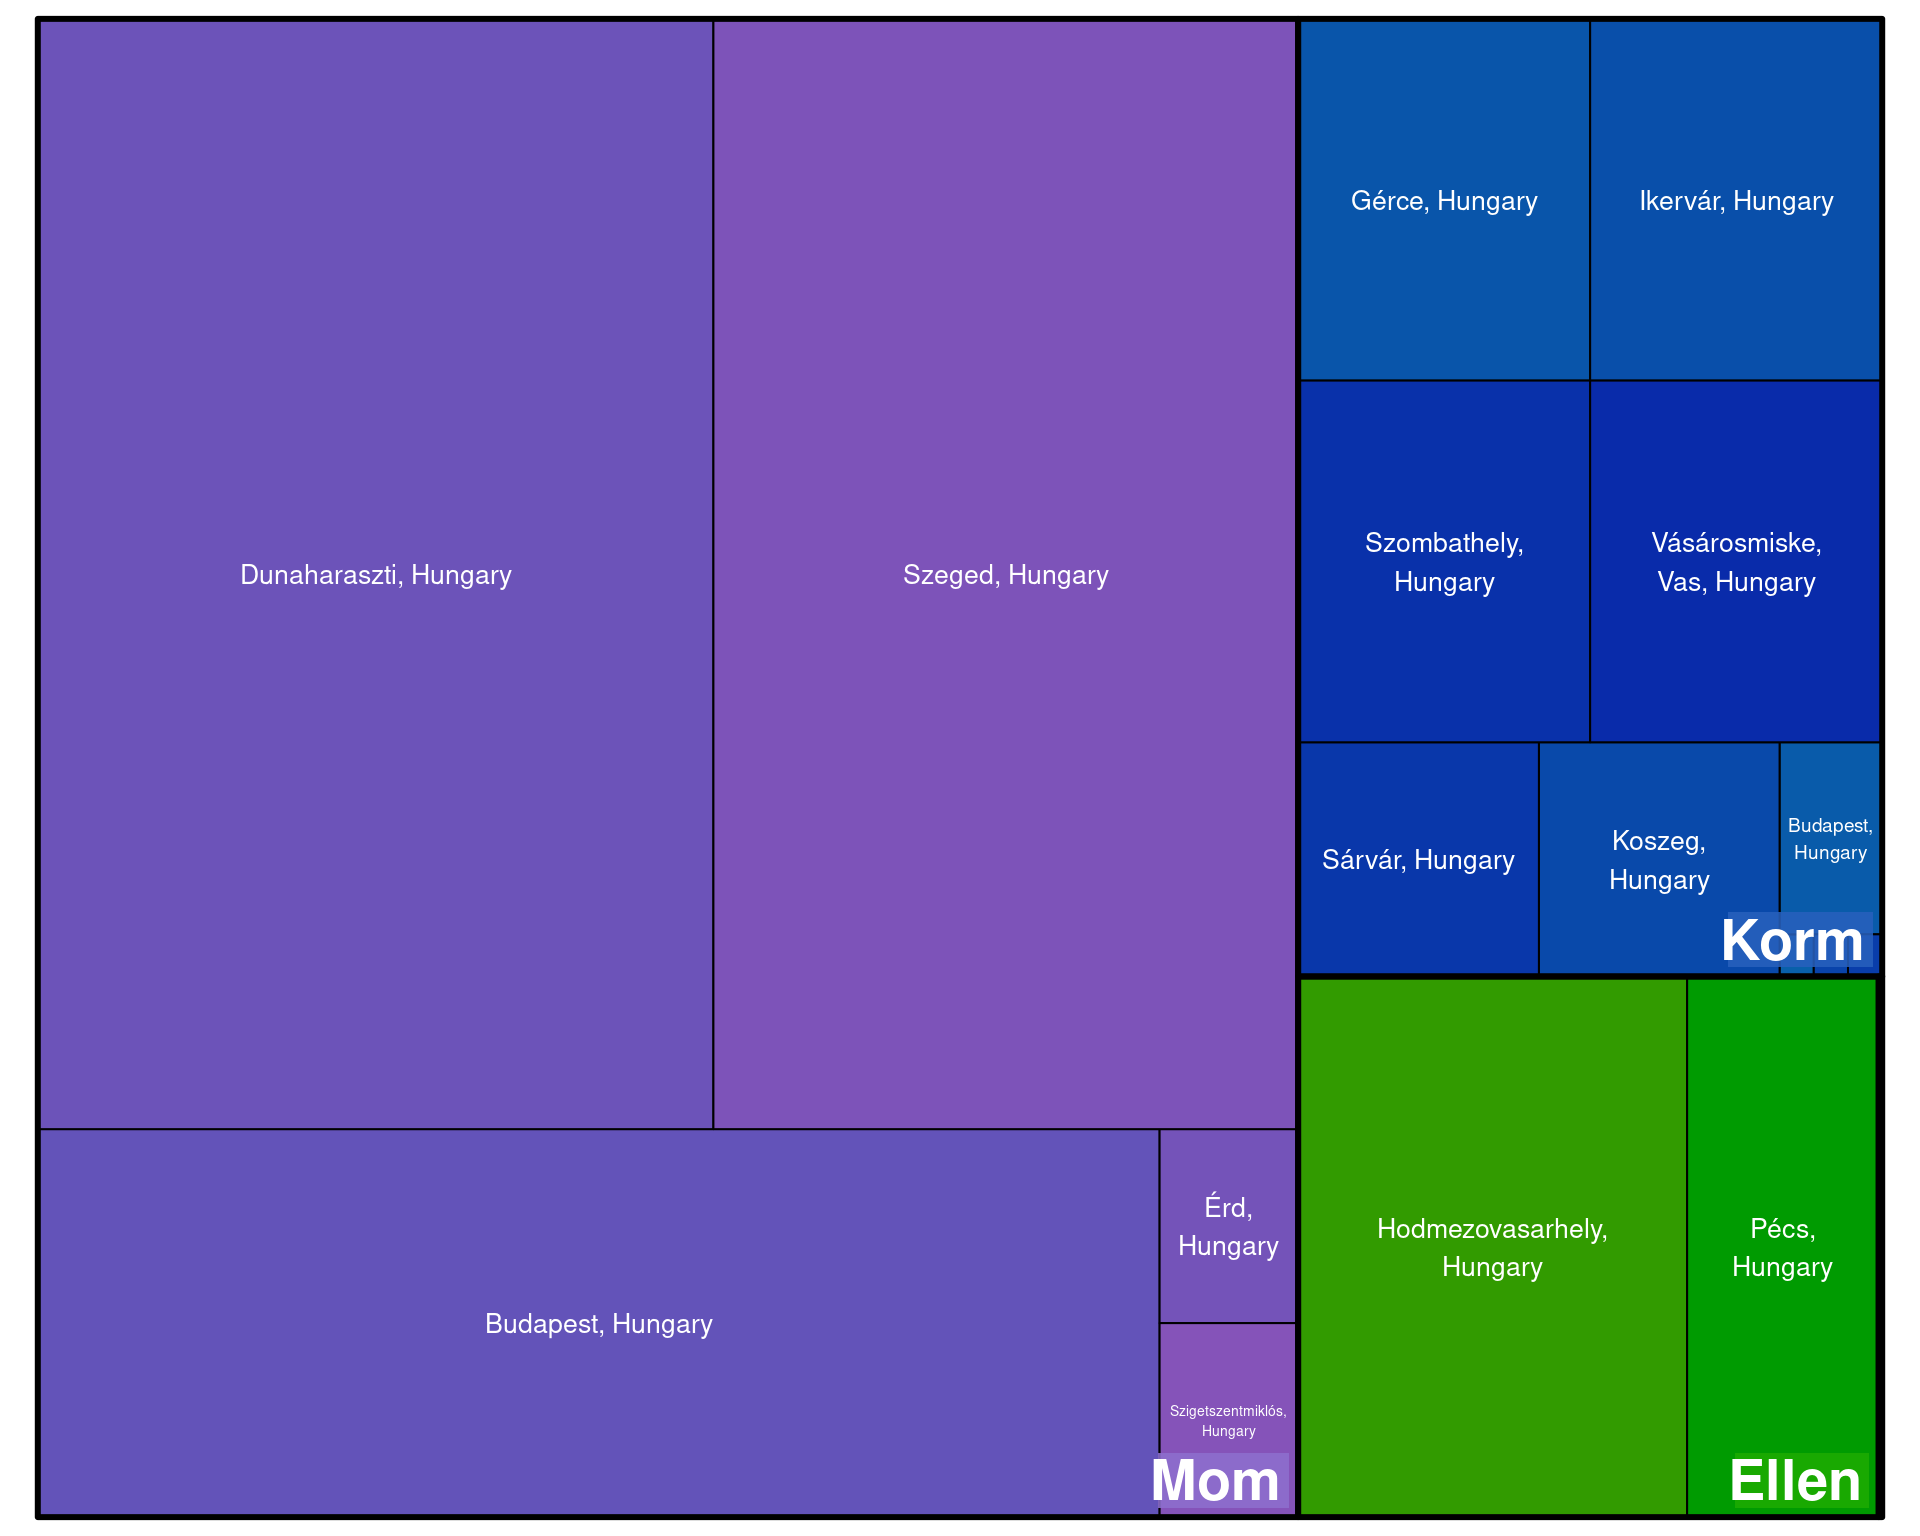 Dunaharaszti, Hungary
Szeged, Hungary
Budapest, Hungary
Érd,
Hungary
Szigetszentmiklós,
Hungary
Mom
Gérce, Hungary
Ikervár, Hungary
Szombathely,
Hungary
Vásárosmiske,
Vas, Hungary
Sárvár, Hungary
Koszeg,
Hungary
Budapest,
Hungary
Korm
Hodmezovasarhely,
Hungary
Pécs,
Hungary
Ellen